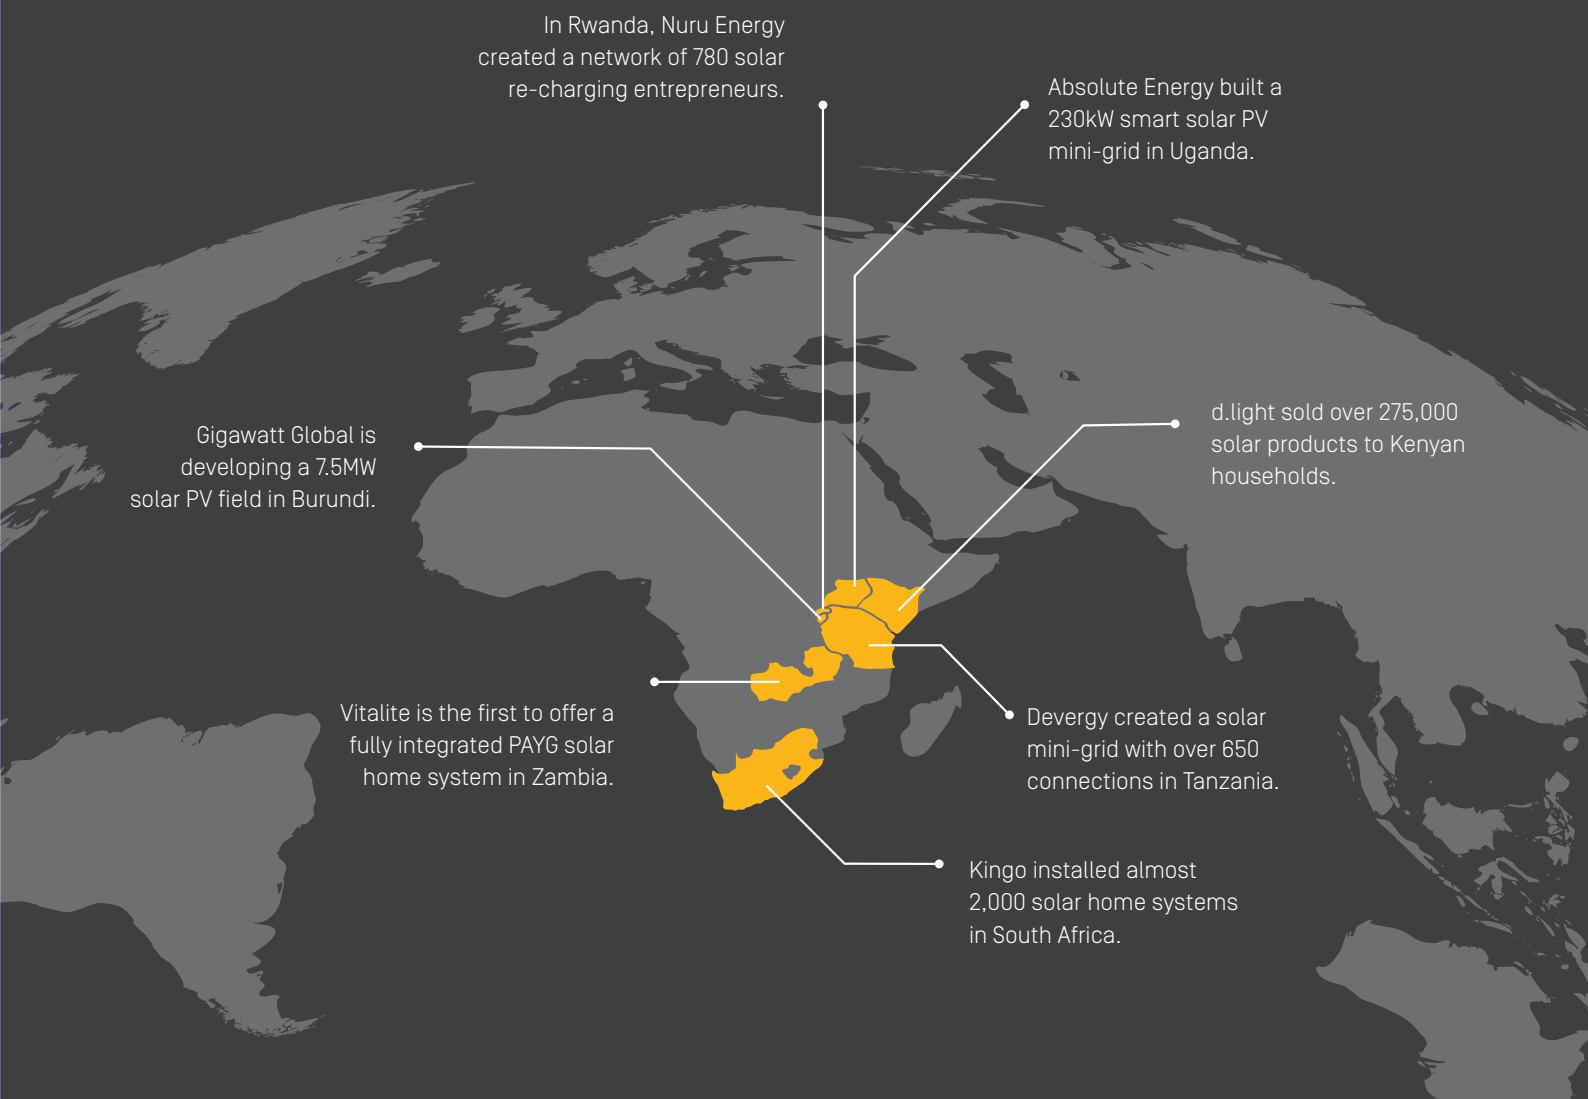 In Rwanda, Nuru Energy
created a network of 780 solar
re-charging entrepreneurs.
Absolute Energy built a
230kW smart solar PV
mini-grid in Uganda.
Gigawatt Global is
developing a 7.5MW
solar PV field in Burundi.
d.light sold over 275,000
solar products to Kenyan
households.
Vitalite is the first to offer a
fully integrated PAYG solar
home system in Zambia.
Devergy created a solar
mini-grid with over 650
connections in Tanzania.
Kingo installed almost
2,000 solar home systems
in South Africa.